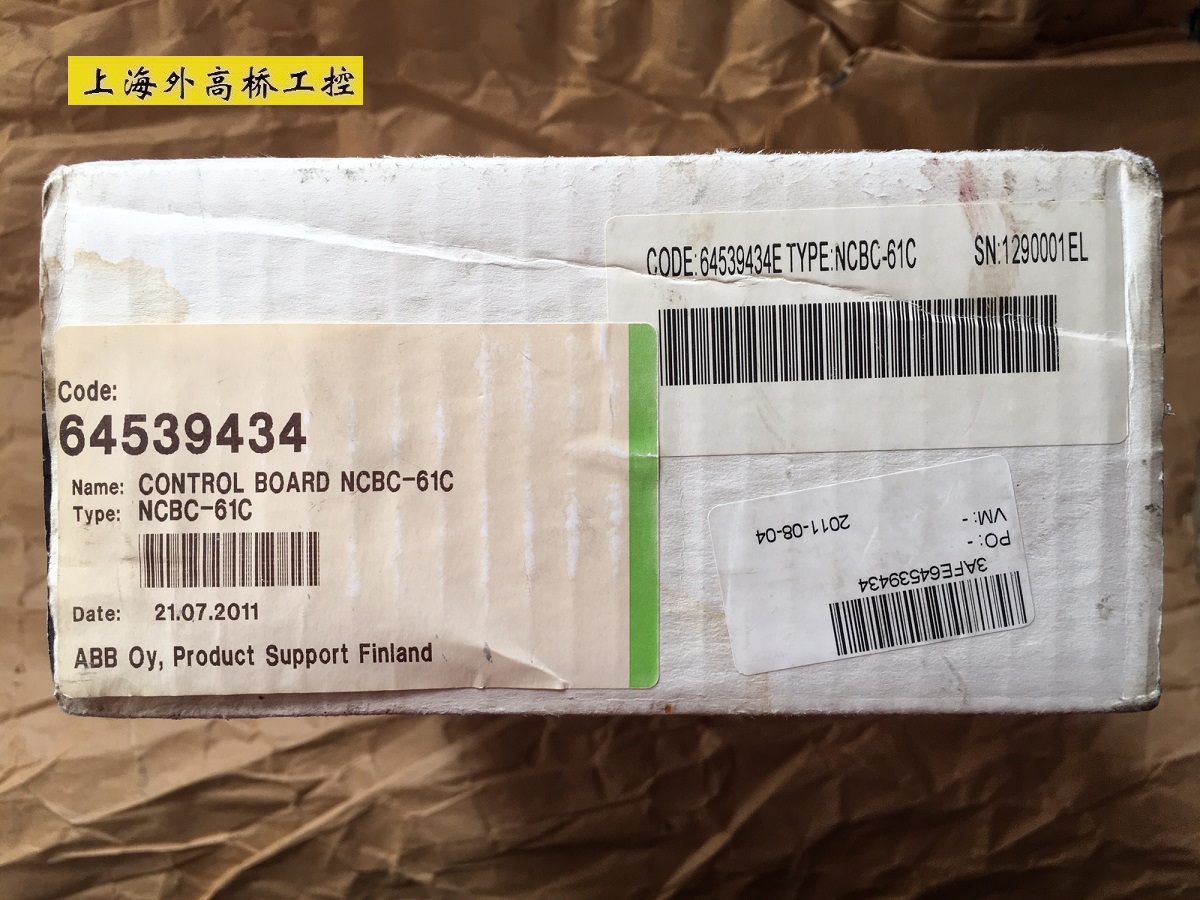 上海外高桥工控
CODE:64539434E TYPE:NCBC-61C SN:1290001EL
Code:
64539434
Name: CONTROL BOARD NCBC-61C
Type: NCBC-61C
Date: 21.07.2011
ABB Oy, Product Support Finland
3AFE64539434
PO: -
VM: -
2011-08-04